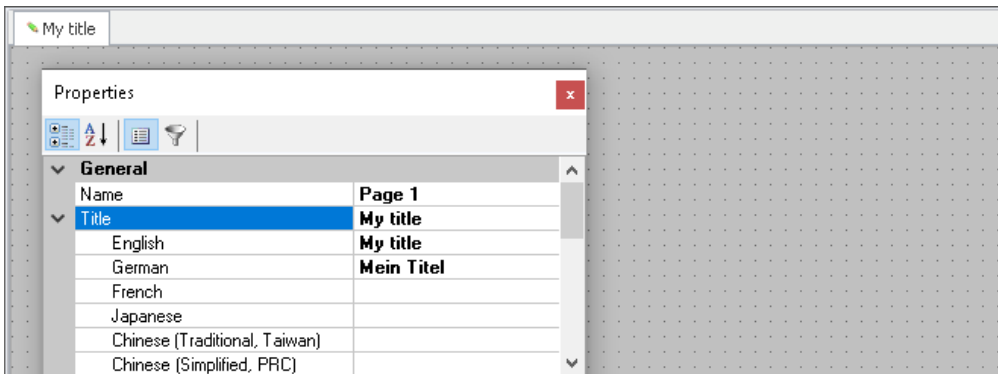 My title
Properties
x
A
Z
General
Name Page 1
Title My title
English My title
German Mein Titel
French
Japanese
Chinese (Traditional, Taiwan)
Chinese (Simplified, PRC)